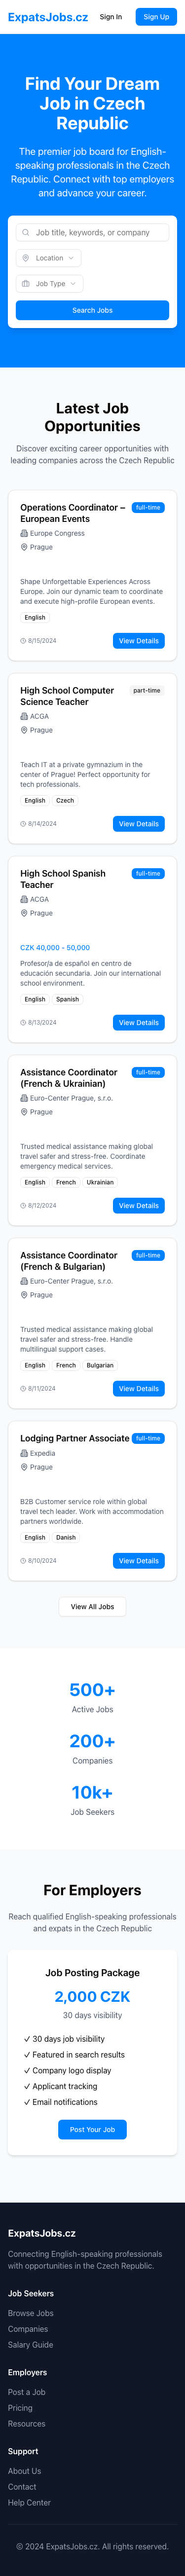 ExpatsJobs.cz
Sign In
Sign Up
Find Your Dream
Job in Czech
Republic
The premier job board for English-
speaking professionals in the Czech
Republic. Connect with top employers
and advance your career.
Job title, keywords, or company
Location
Job Type
Search Jobs
Latest Job
Opportunities
Discover exciting career opportunities with
leading companies across the Czech Republic
Operations Coordinator –
European Events
full-time
Europe Congress
Prague
Shape Unforgettable Experiences Across
Europe. Join our dynamic team to coordinate
and execute high-profile European events.
English
8/15/2024
View Details
High School Computer
Science Teacher
part-time
ACGA
Prague
Teach IT at a private gymnazium in the
center of Prague! Perfect opportunity for
tech professionals.
English
Czech
8/14/2024
View Details
High School Spanish
Teacher
full-time
ACGA
Prague
CZK 40,000 - 50,000
Profesor/a de español en centro de
educación secundaria. Join our international
school environment.
English
Spanish
8/13/2024
View Details
Assistance Coordinator
(French & Ukrainian)
full-time
Euro-Center Prague, s.r.o.
Prague
Trusted medical assistance making global
travel safer and stress-free. Coordinate
emergency medical services.
English
French
Ukrainian
8/12/2024
View Details
Assistance Coordinator
(French & Bulgarian)
full-time
Euro-Center Prague, s.r.o.
Prague
Trusted medical assistance making global
travel safer and stress-free. Handle
multilingual support cases.
English
French
Bulgarian
8/11/2024
View Details
Lodging Partner Associate
full-time
Expedia
Prague
B2B Customer service role within global
travel tech leader. Work with accommodation
partners worldwide.
English
Danish
8/10/2024
View Details
View All Jobs
500+
Active Jobs
200+
Companies
10k+
Job Seekers
For Employers
Reach qualified English-speaking professionals
and expats in the Czech Republic
Job Posting Package
2,000 CZK
30 days visibility
✓ 30 days job visibility
✓ Featured in search results
✓ Company logo display
✓ Applicant tracking
✓ Email notifications
Post Your Job
ExpatsJobs.cz
Connecting English-speaking professionals
with opportunities in the Czech Republic.
Job Seekers
Browse Jobs
Companies
Salary Guide
Employers
Post a Job
Pricing
Resources
Support
About Us
Contact
Help Center
© 2024 ExpatsJobs.cz. All rights reserved.